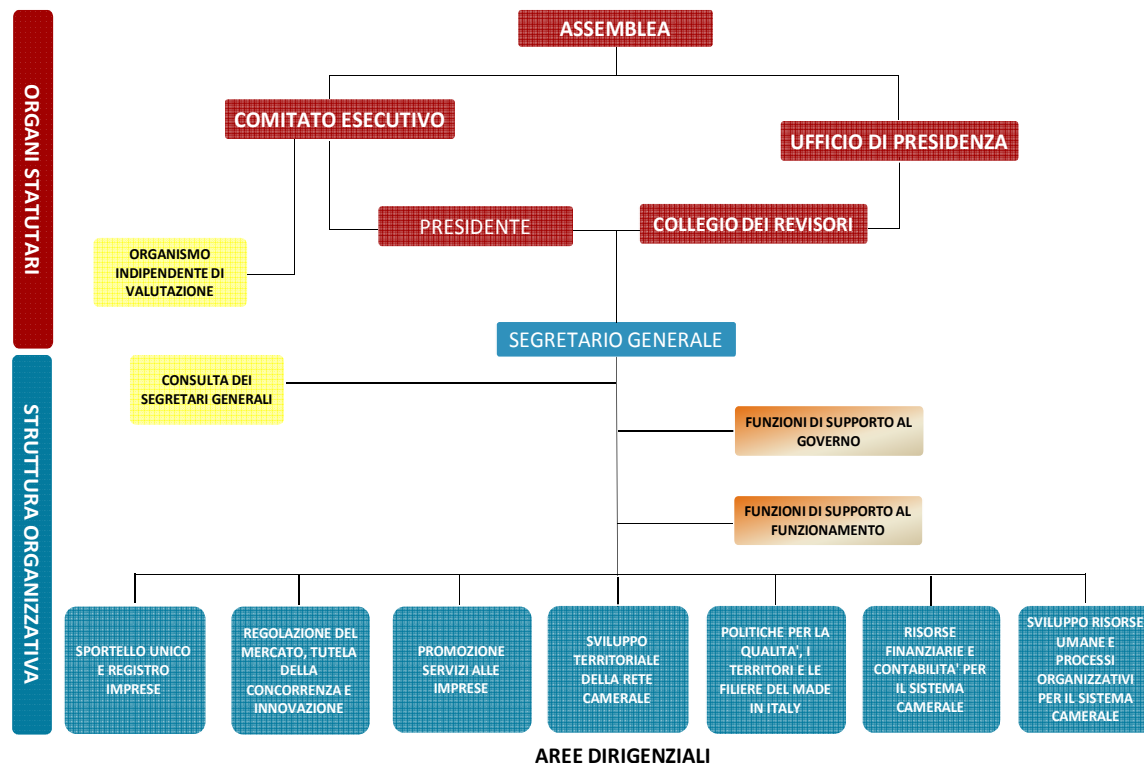 ORGANI STATUTARI
ASSEMBLEA
COMITATO ESECUTIVO
UFFICIO DI PRESIDENZA
PRESIDENTE
COLLEGIO DEI REVISORI
ORGANISMO
INDIPENDENTE DI
VALUTAZIONE
SEGRETARIO GENERALE
STRUTTURA ORGANIZZATIVA
CONSULTA DEI
SEGRETARI GENERALI
FUNZIONI DI SUPPORTO AL
GOVERNO
FUNZIONI DI SUPPORTO AL
FUNZIONAMENTO
SPORTELLO UNICO
E REGISTRO
IMPRESE
REGOLAZIONE DEL
MERCATO, TUTELA
DELLA
CONCORRENZA E
INNOVAZIONE
PROMOZIONE
SERVIZI ALLE
IMPRESE
SVILUPPO
TERRITORIALE
DELLA RETE
CAMERALE
POLITICHE PER LA
QUALITA', I
TERRITORI E LE
FILIERE DEL MADE
IN ITALY
RISORSE
FINANZIARIE E
CONTABILITA' PER
IL SISTEMA
CAMERALE
SVILUPPO RISORSE
UMANE E
PROCESSI
ORGANIZZATIVI
PER IL SISTEMA
CAMERALE
AREE DIRIGENZIALI